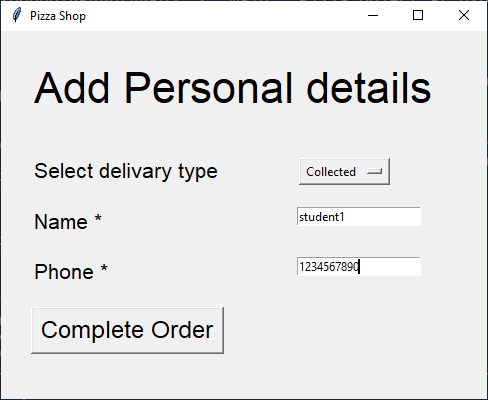 Pizza Shop
Add Personal details
Select delivary type Collected
Name * student1
Phone * 1234567890
Complete Order